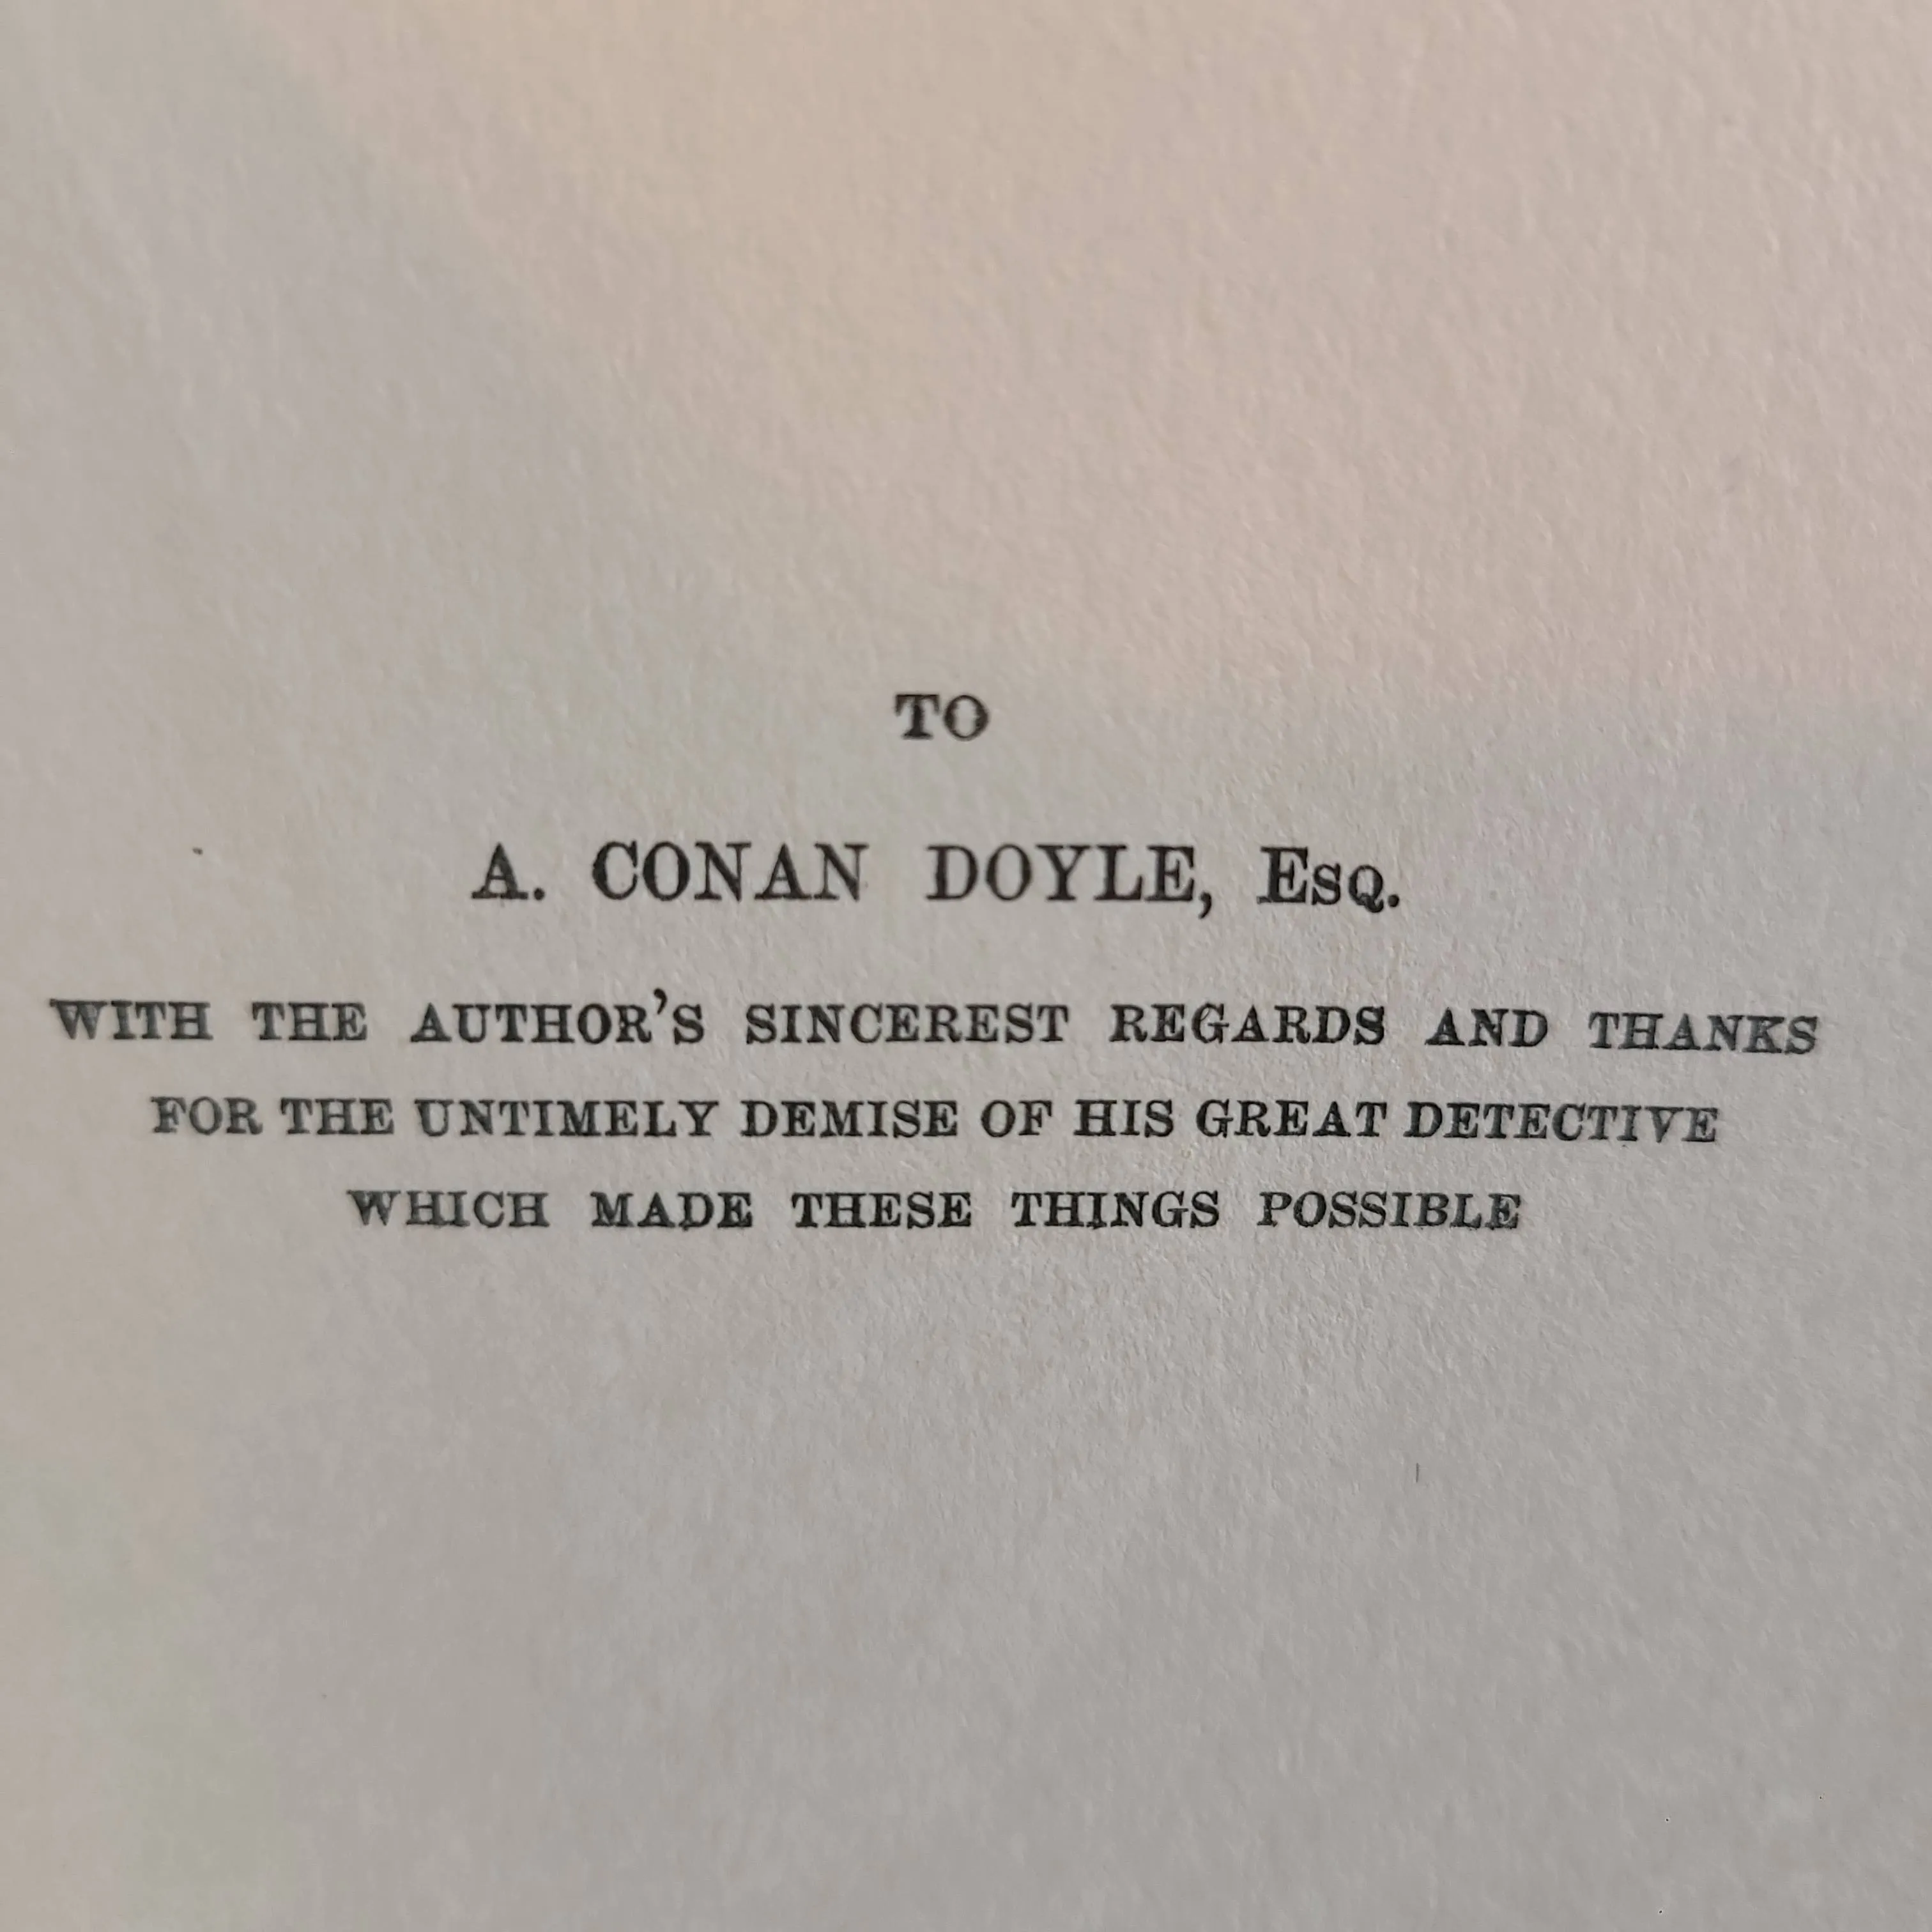 TO
A. CONAN DOYLE, ESQ.
WITH THE AUTHOR'S SINCEREST REGARDS AND THANKS
FOR THE UNTIMELY DEMISE OF HIS GREAT DETECTIVE
WHICH MADE THESE THINGS POSSIBLE